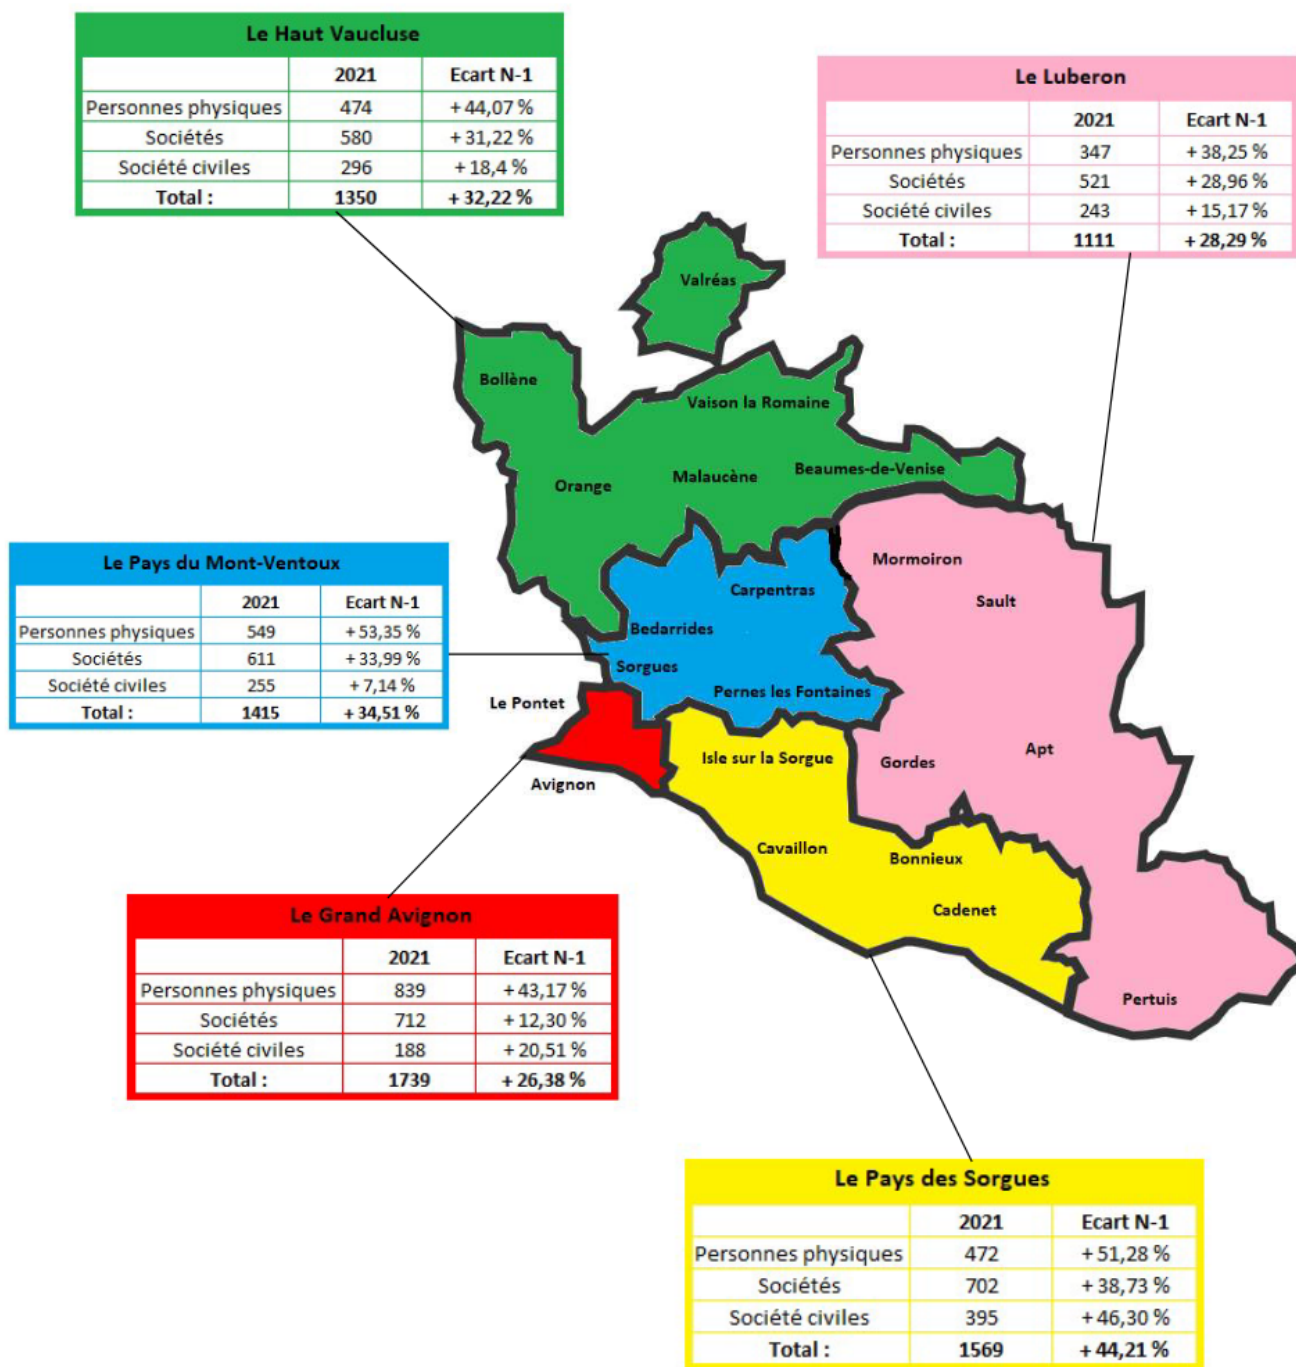 Le Haut Vaucluse
2021 Ecart N-1
Personnes physiques 474 + 44,07 %
Sociétés 580 + 31,22 %
Société civiles 296 + 18,4 %
Total : 1350 + 32,22 %
Le Luberon
2021 Ecart N-1
Personnes physiques 347 + 38,25 %
Sociétés 521 + 28,96 %
Société civiles 243 + 15,17 %
Total : 1111 + 28,29 %
Valréas
Bollène
Vaison la Romaine
Beaumes-de-Venise
Malaucène
Orange
Mormoiron
Sault
Carpentras
Bedarrides
Sorgues
Pernes les Fontaines
Le Pays du Mont-Ventoux
2021 Ecart N-1
Personnes physiques 549 + 53,35 %
Sociétés 611 + 33,99 %
Société civiles 255 + 7,14 %
Total : 1415 + 34,51 %
Le Pontet
Avignon
Isle sur la Sorgue
Gordes
Apt
Cavaillon
Bonnieux
Cadenet
Pertuis
Le Grand Avignon
2021 Ecart N-1
Personnes physiques 839 + 43,17 %
Sociétés 712 + 12,30 %
Société civiles 188 + 20,51 %
Total : 1739 + 26,38 %
Le Pays des Sorgues
2021 Ecart N-1
Personnes physiques 472 + 51,28 %
Sociétés 702 + 38,73 %
Société civiles 395 + 46,30 %
Total : 1569 + 44,21 %